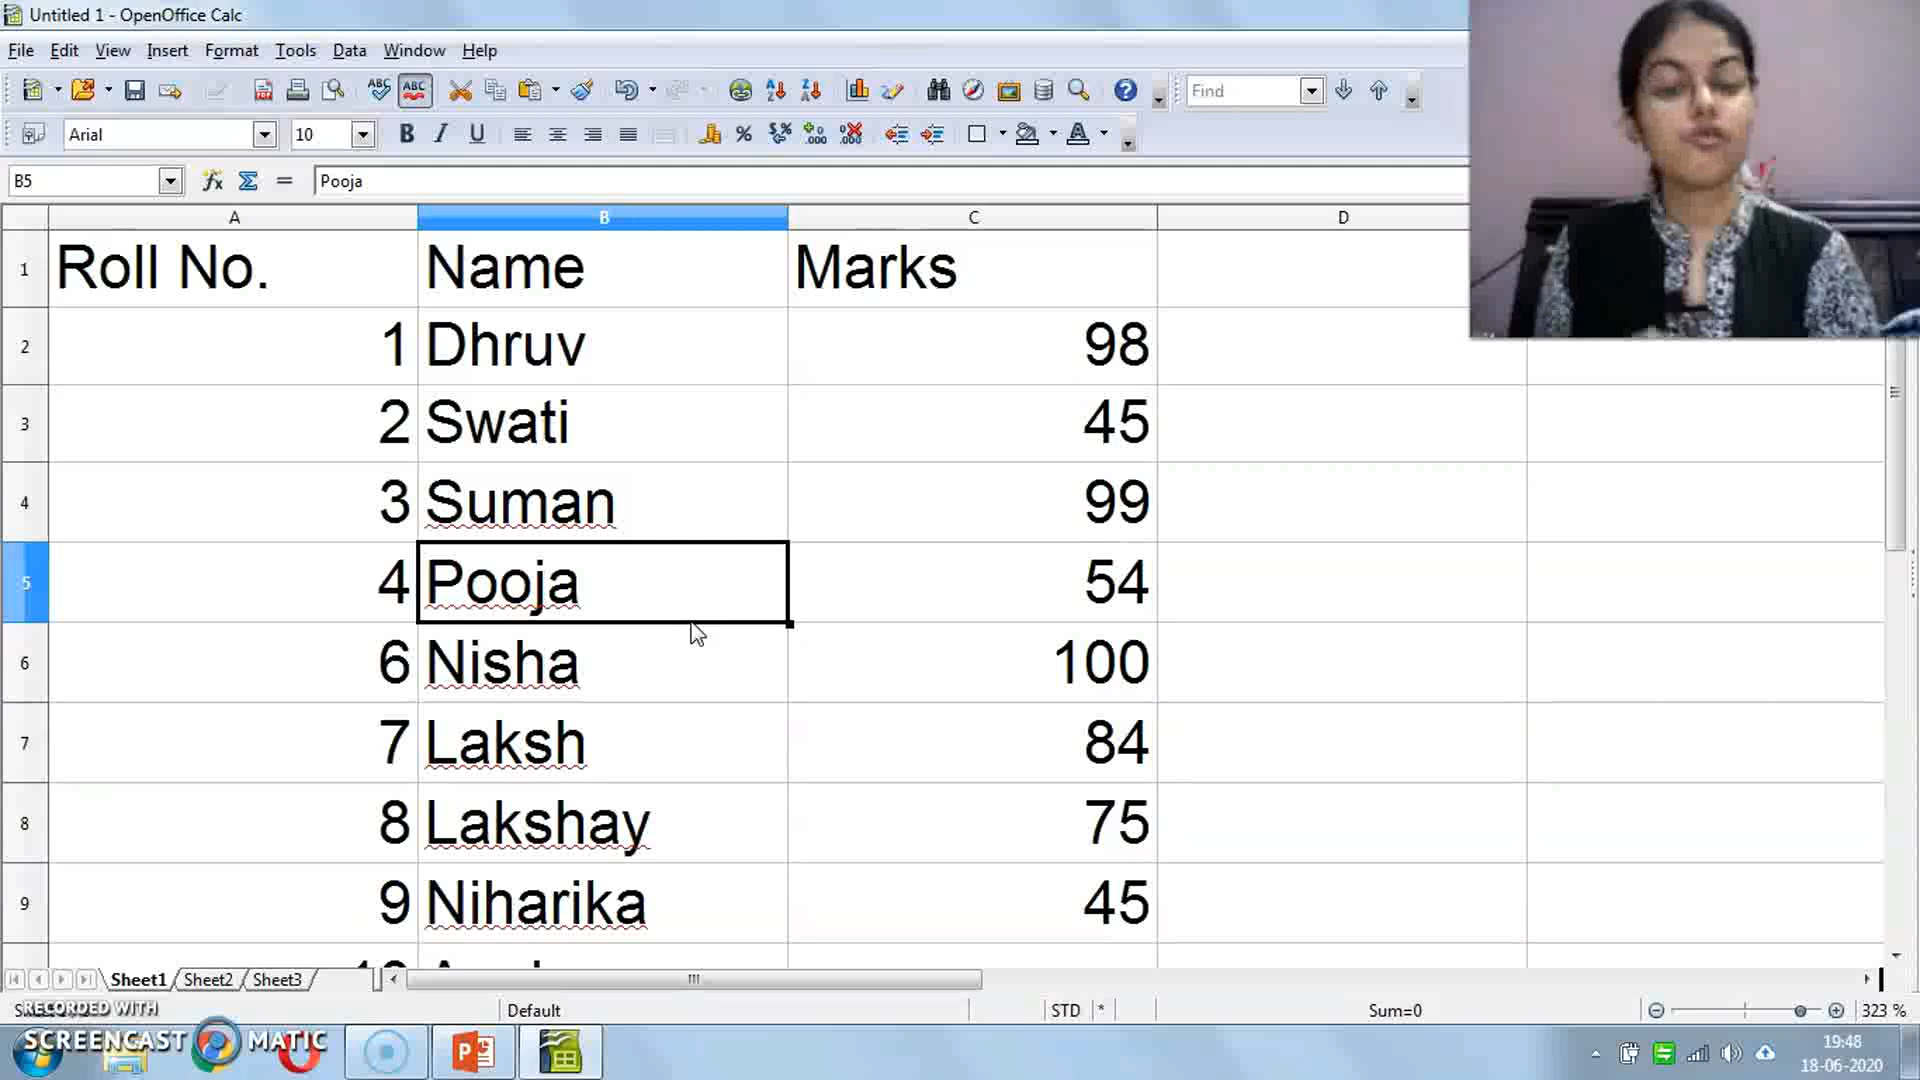 Untitled 1 - OpenOffice Calc
File Edit View Insert Format Tools Data Window Help
Find
Arial 10
B5 Pooja
A B C D
1 Roll No. Name Marks
2 1 Dhruv 98
3 2 Swati 45
4 3 Suman 99
5 4 Pooja 54
6 6 Nisha 100
7 7 Laksh 84
8 8 Lakshay 75
9 9 Niharika 45
Sheet1 Sheet2 Sheet3
RECORDED WITH
Default STD * Sum=0 323 %
SCREENCAST MATIC
19:48
18-06-2020